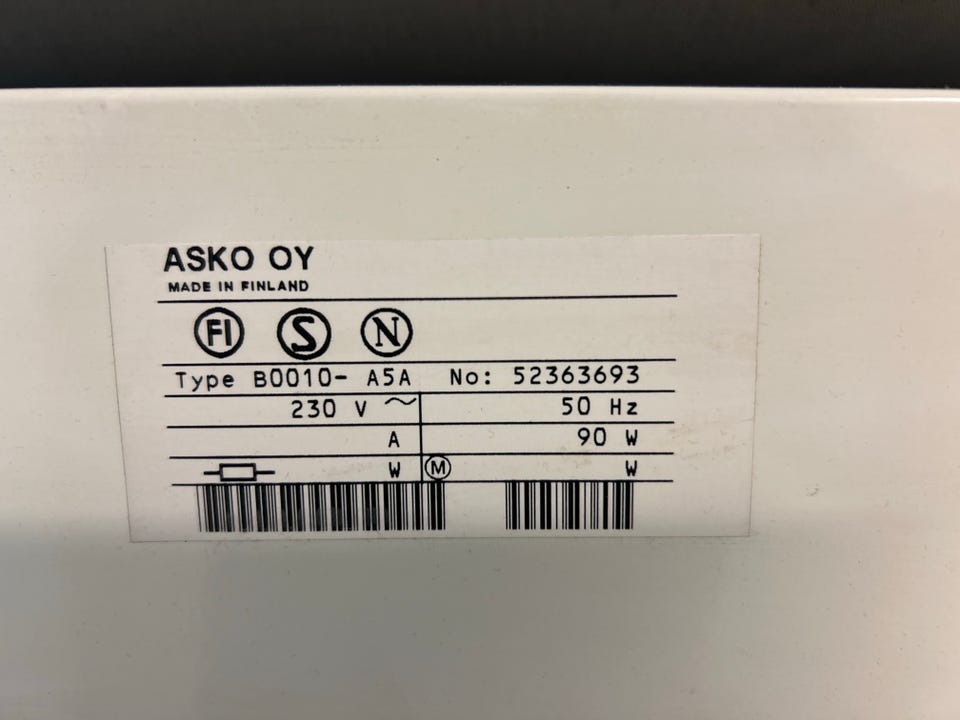 ASKO OY
MADE IN FINLAND
FI S N
Type B0010- A5A No: 52363693
230 V ~ 50 Hz
A 90 W
W M W